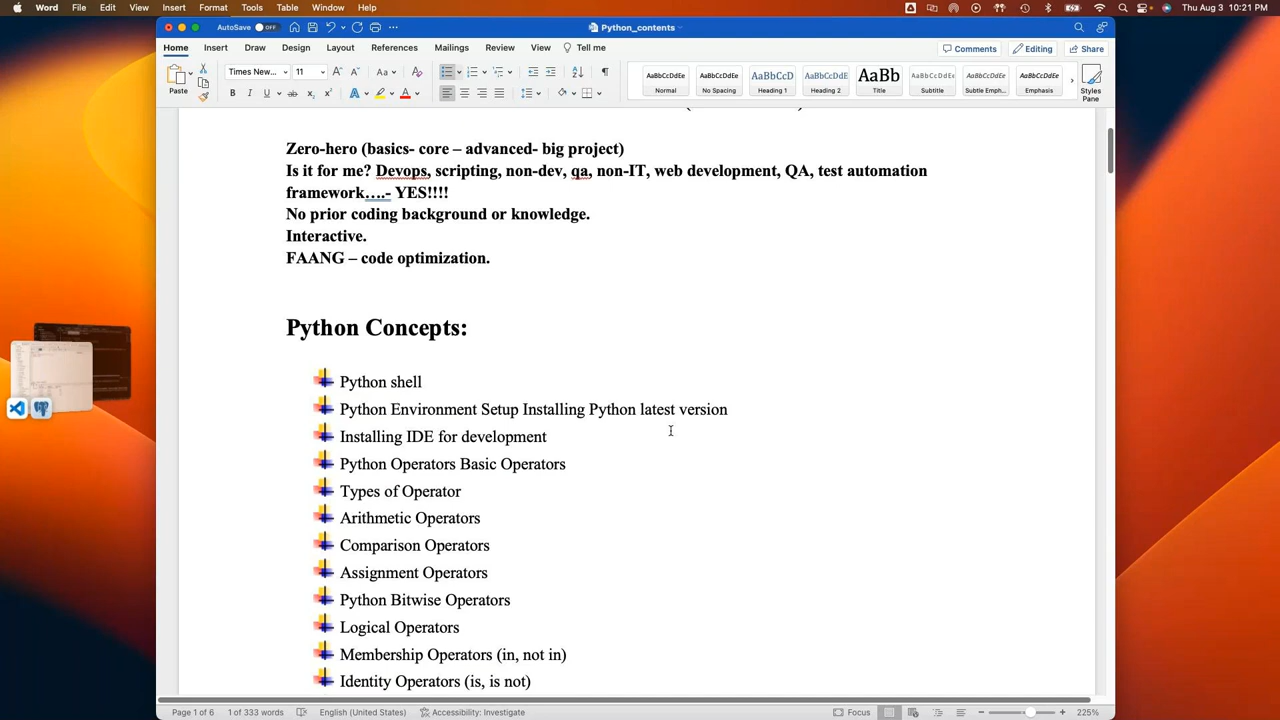 Word File Edit View Insert Format Tools Table Window Help Thu Aug 3 10:21 PM
AutoSave OFF Python_contents
Home Insert Draw Design Layout References Mailings Review View Tell me Comments Editing Share
Paste Times New... 11 Aa AaBbCcDdEe AaBbCcDdEe AaBbCcD AaBbCcDdE AaBb AaBbCcDdEe AaBbCcDdEe AaBbCcDdEe
Normal No Spacing Heading 1 Heading 2 Title Subtitle Subtle Emph... Emphasis Styles Pane
Zero-hero (basics- core – advanced- big project)
Is it for me? Devops, scripting, non-dev, qa, non-IT, web development, QA, test automation
framework….- YES!!!!
No prior coding background or knowledge.
Interactive.
FAANG – code optimization.
Python Concepts:
Python shell
Python Environment Setup Installing Python latest version
Installing IDE for development
Python Operators Basic Operators
Types of Operator
Arithmetic Operators
Comparison Operators
Assignment Operators
Python Bitwise Operators
Logical Operators
Membership Operators (in, not in)
Identity Operators (is, is not)
Page 1 of 6 1 of 333 words English (United States) Accessibility: Investigate Focus 225%